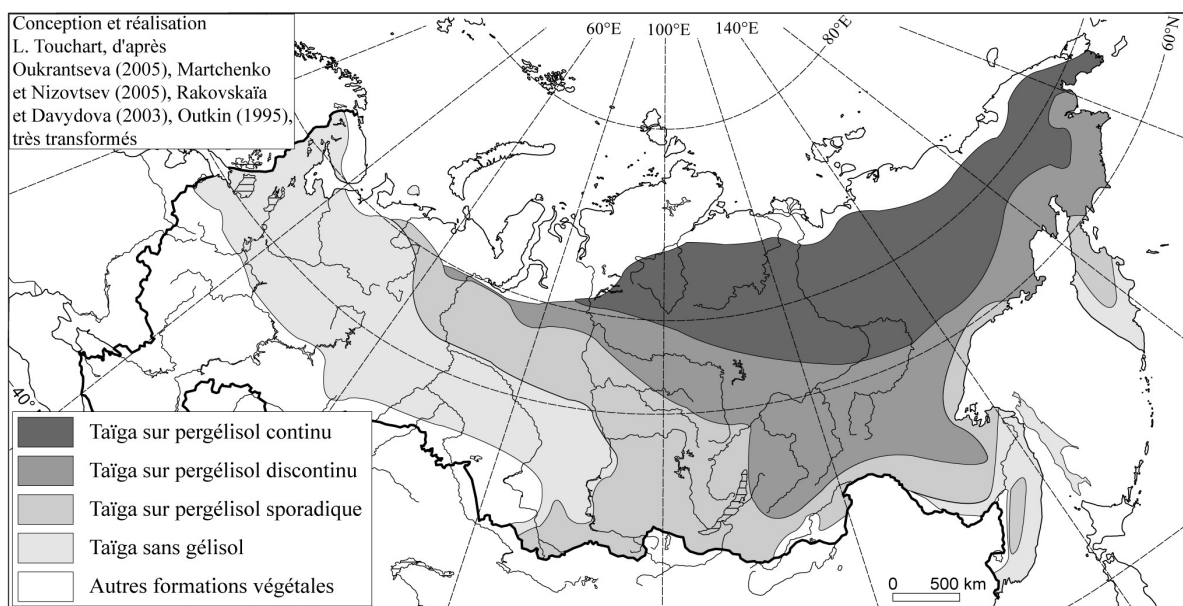 Conception et réalisation
L. Touchart, d'après
Oukrantseva (2005), Martchenko
et Nizovtsev (2005), Rakovskaïa
et Davydova (2003), Outkin (1995),
très transformés
60°E
100°E
140°E
80°E
60°N
40°
Taïga sur pergélisol continu
Taïga sur pergélisol discontinu
Taïga sur pergélisol sporadique
Taïga sans gélisol
Autres formations végétales
0 500 km